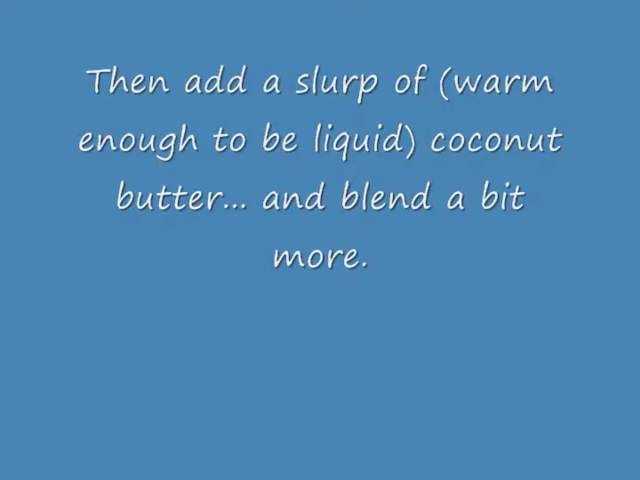 Then add a slurp of (warm
enough to be liquid) coconut
butter... and blend a bit
more.